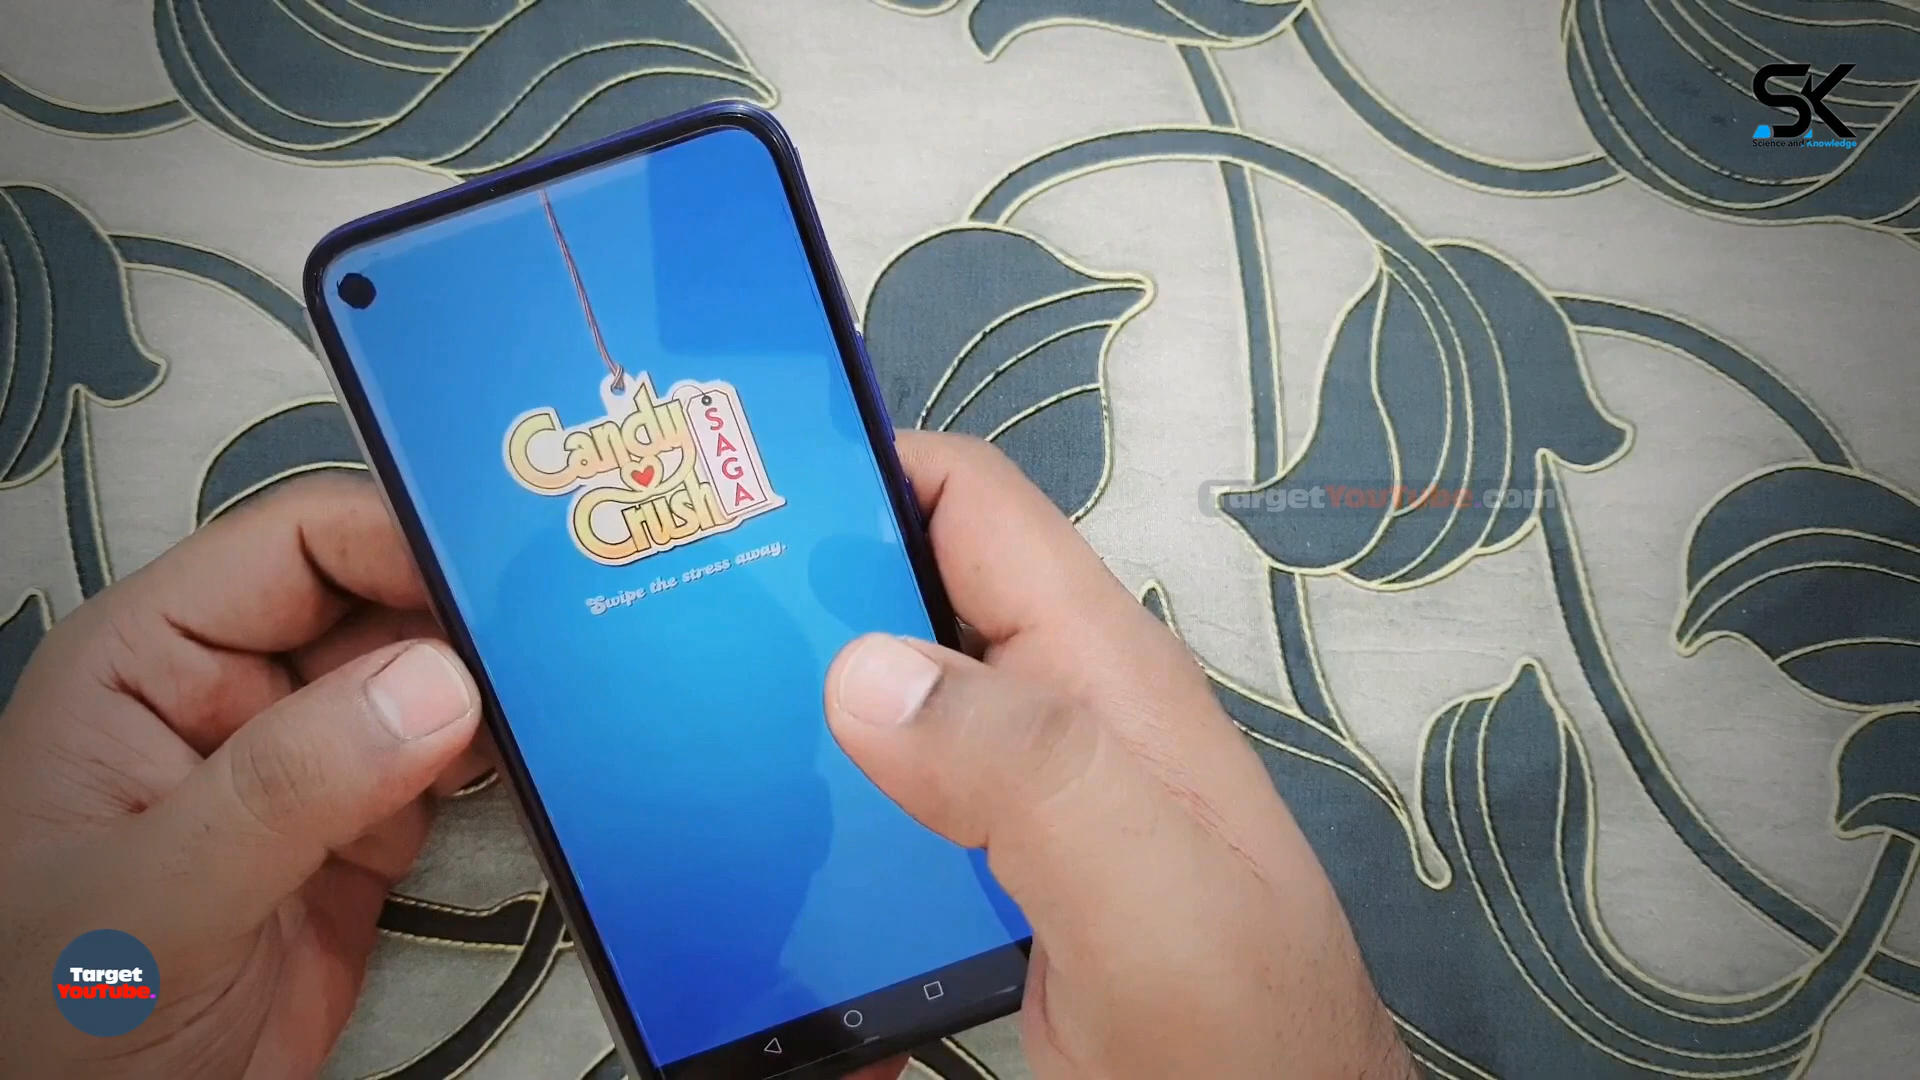 SK
Science and Knowledge
Candy
Crush
SAGA
Swipe the stress away.
TargetYouTube.com
Target
YouTube.